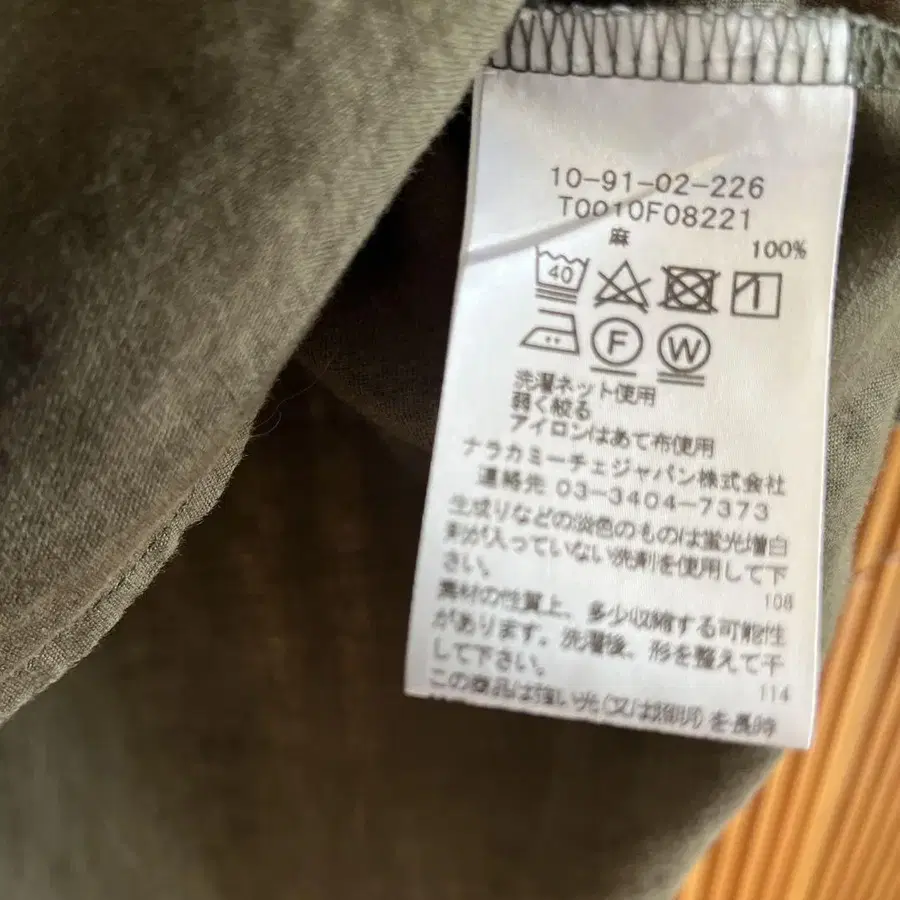 10-91-02-226
T0010F08221
麻 100%
40
F W
洗濯ネット使用
弱く絞る
アイロンはあて布使用
ナラカミーチェジャパン株式会社
連絡先 03-3404-7373
生成りなどの淡色のものは蛍光増白
剤が入っていない洗剤を使用して下
さい。 108
素材の性質上、多少収縮する可能性
があります。洗濯後、形を整えて干
して下さい。 114
この商品は強い光(又は照明)を長時